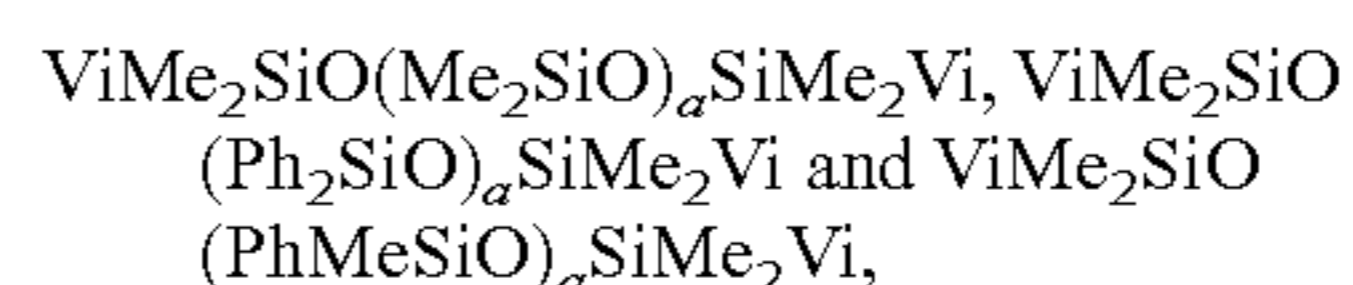 ViMe₂SiO(Me₂SiO)ₐSiMe₂Vi, ViMe₂SiO
(Ph₂SiO)ₐSiMe₂Vi and ViMe₂SiO
(PhMeSiO)ₐSiMe₂Vi,